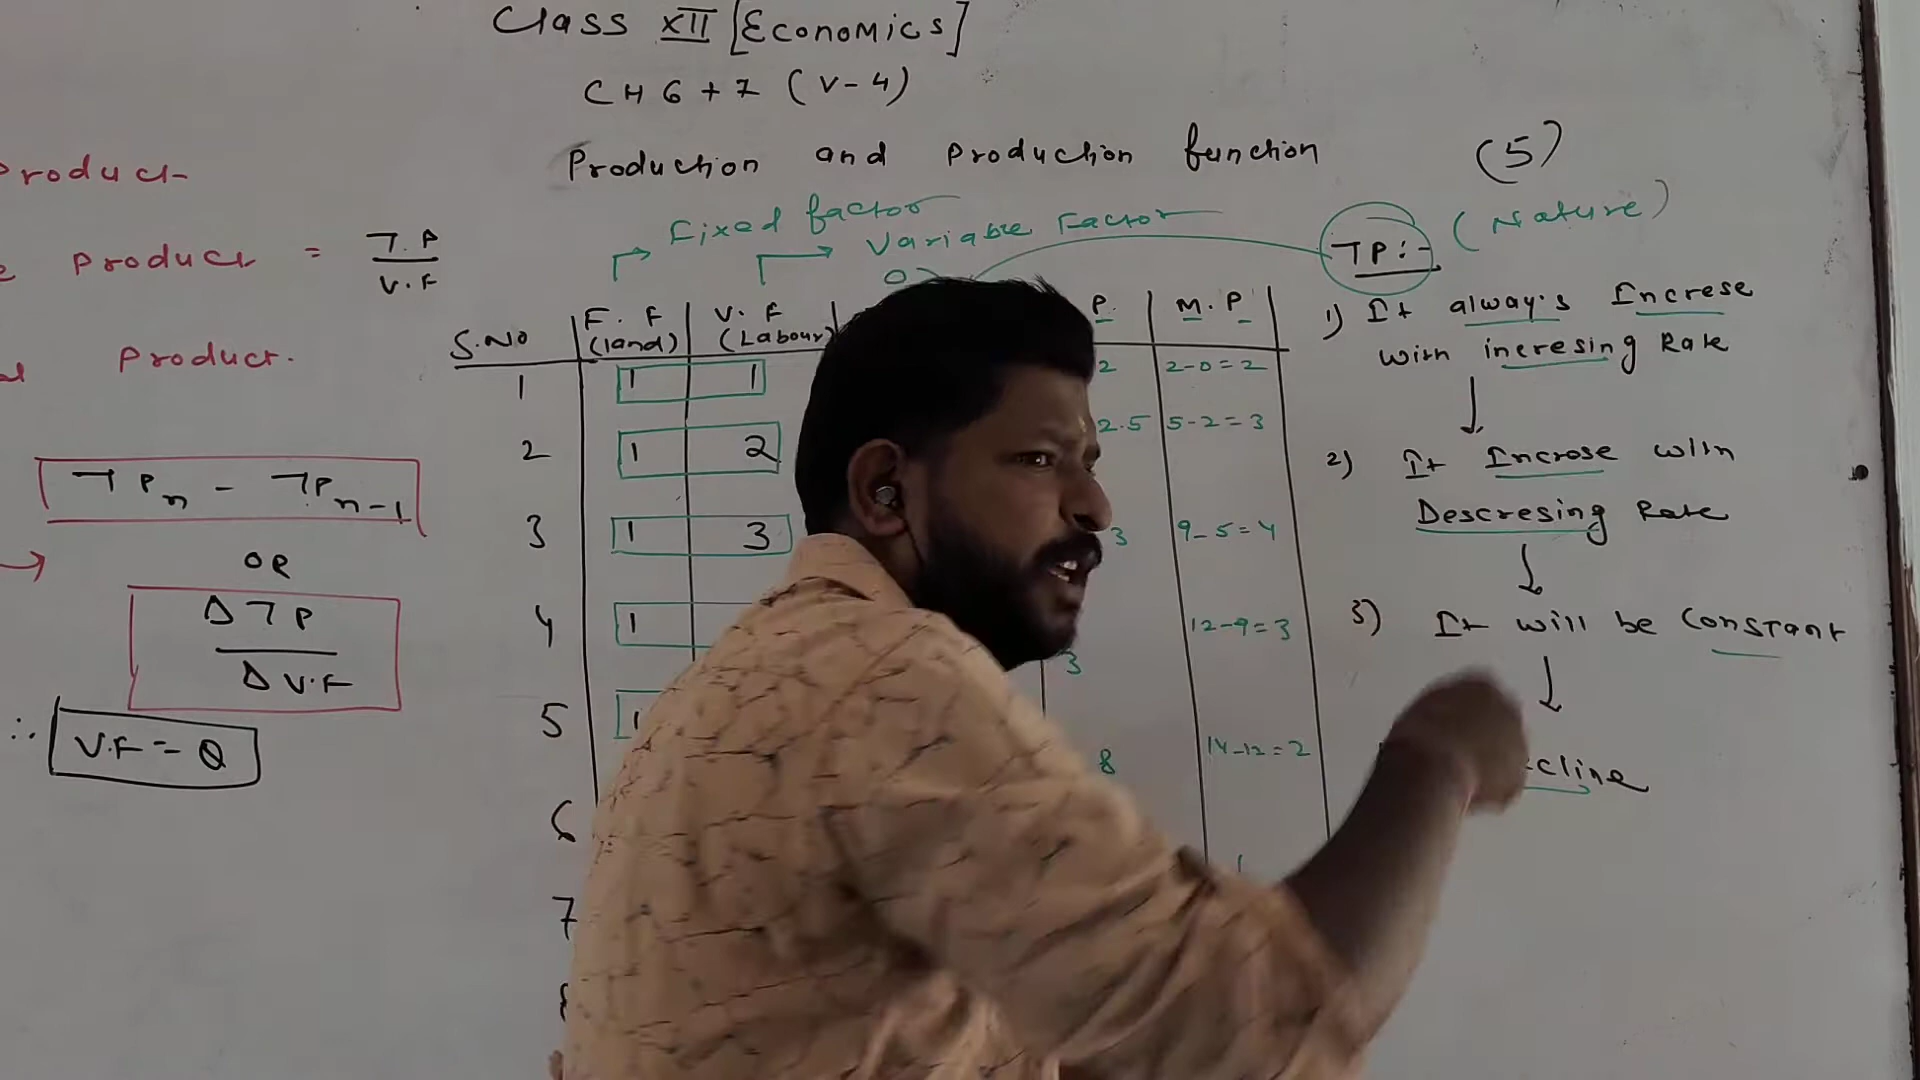 Class XII [Economics]
CH 6 + 7 (V-4)
Production and Production function
(5)
Product
Product = T.P
V.F
Product.
TPn - TPn-1
OR
Δ T P
Δ V.F
∴ V.F = Q
Fixed factor
Variable Factor
S.No
F. F (land)
V. F (Labour)
P.
M. P
1 1 1 2 2-0=2
2 1 2 2.5 5-2=3
3 1 3 3 9-5=4
4 1 3 12-9=3
5 1 8 14-12=2
6
7
TP:- (Nature)
1) It always Increse
with incresing Rate
2) It Increse with
Descresing Rate
3) It will be Constant